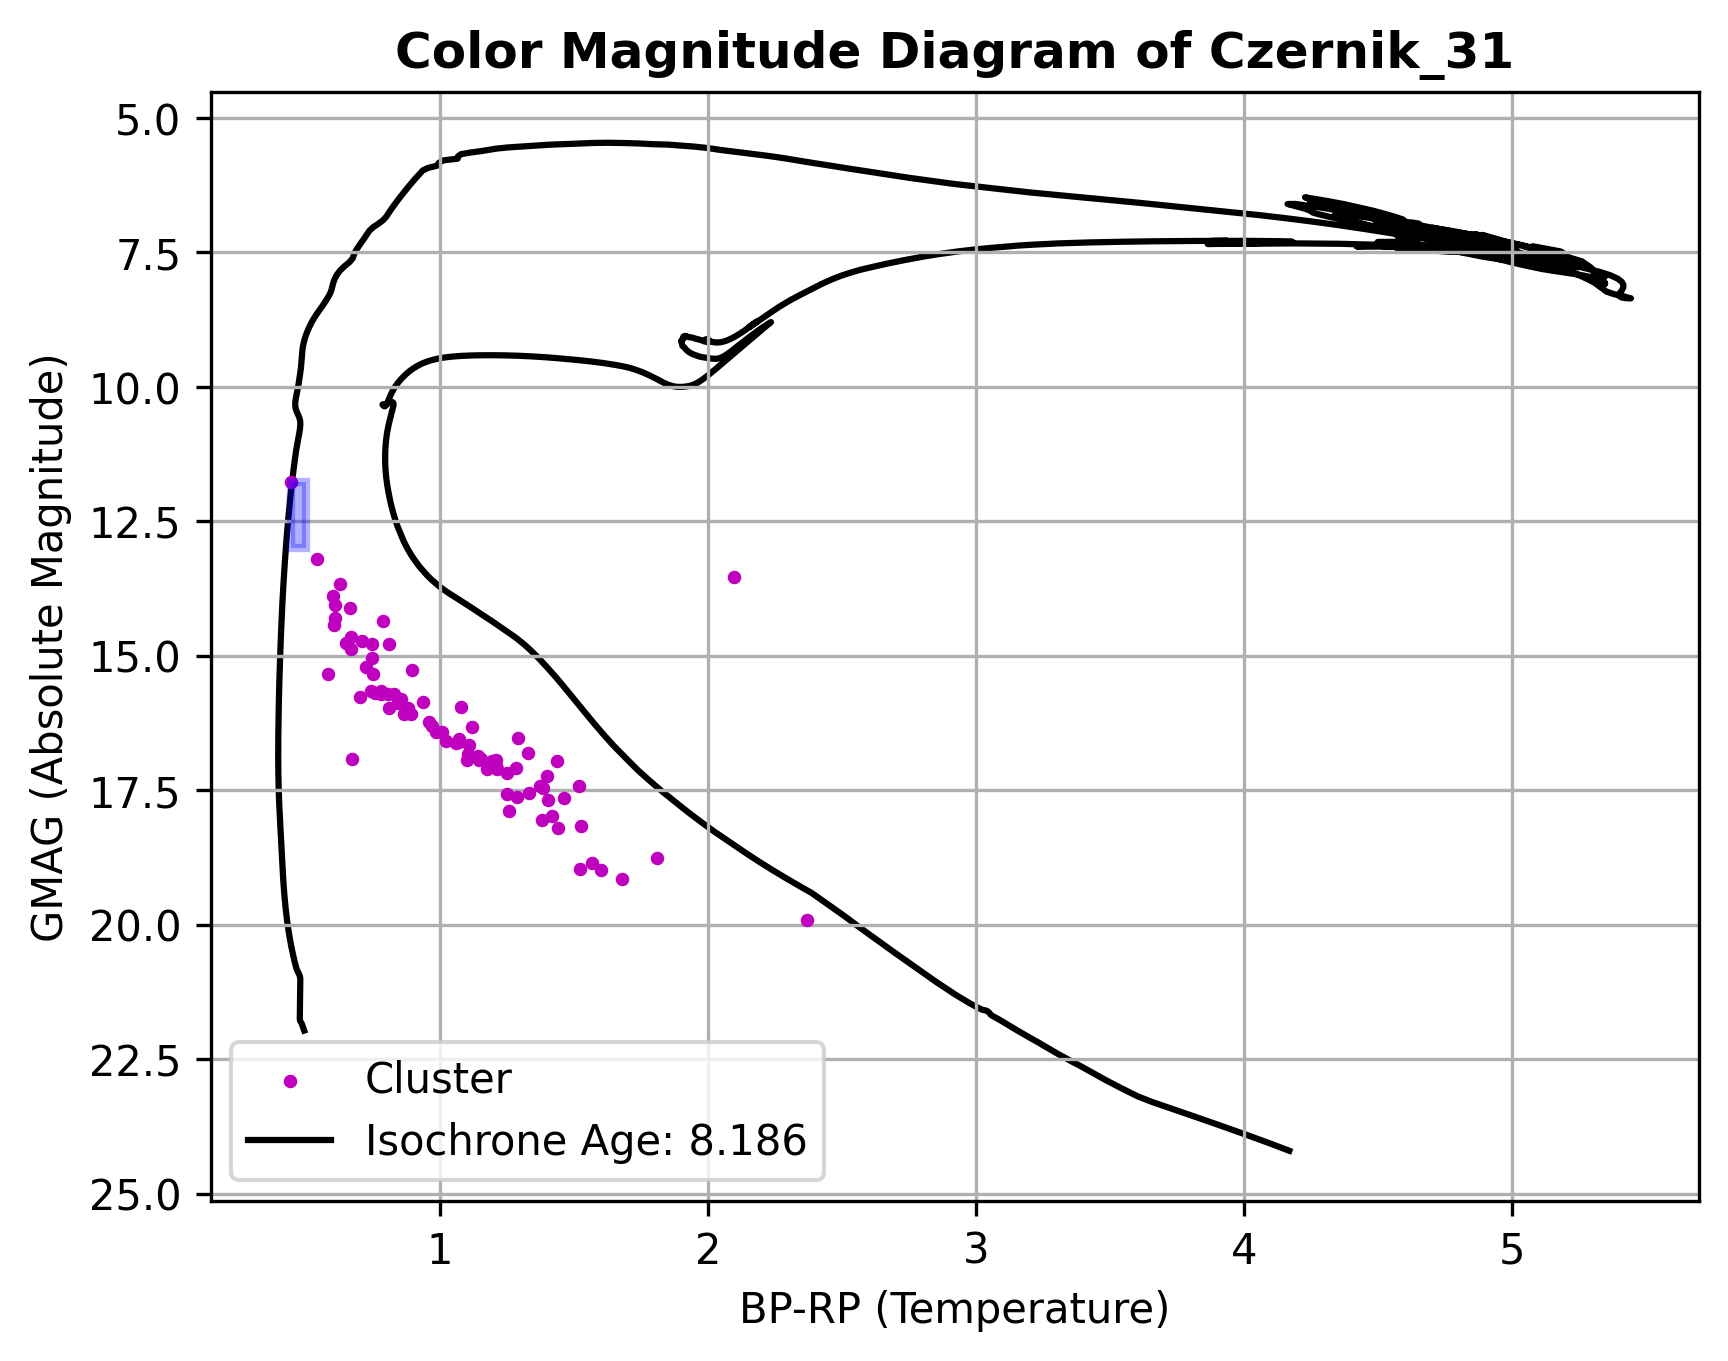 Color Magnitude Diagram of Czernik_31
GMAG (Absolute Magnitude)
5.0
7.5
10.0
12.5
15.0
17.5
20.0
22.5
25.0
Cluster
Isochrone Age: 8.186
1 2 3 4 5
BP-RP (Temperature)